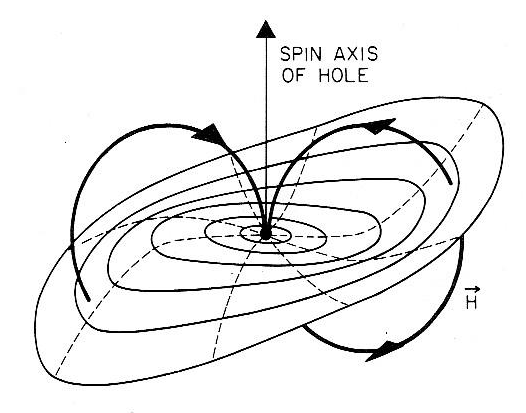 SPIN AXIS
OF HOLE
H